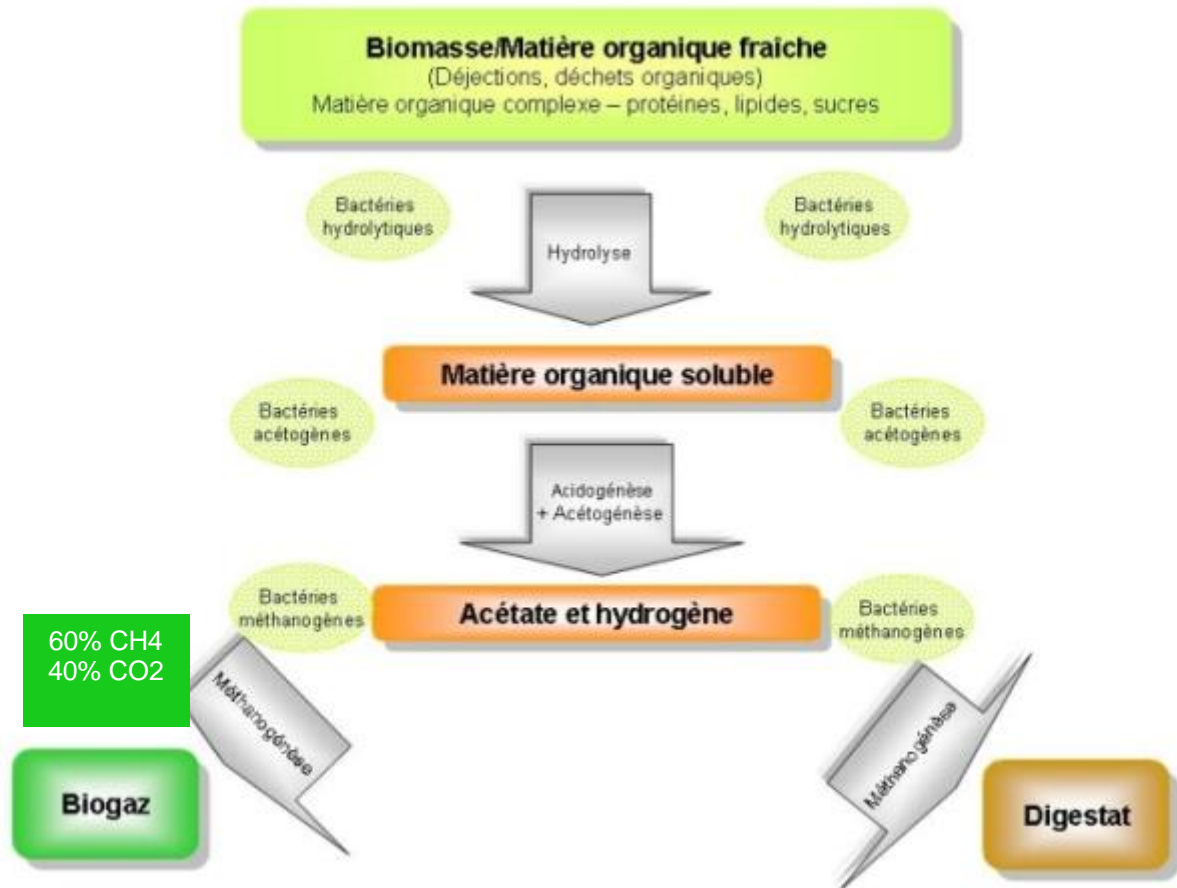 Biomasse/Matière organique fraiche
(Déjections, déchets organiques)
Matière organique complexe – protéines, lipides, sucres
Bactéries
hydrolytiques
Hydrolyse
Bactéries
hydrolytiques
Matière organique soluble
Bactéries
acétogènes
Acidogénèse
+ Acétogénèse
Bactéries
acétogènes
Bactéries
méthanogènes
Acétate et hydrogène
Bactéries
méthanogènes
60% CH4
40% CO2
Méthanogénèse
Méthanogénèse
Biogaz
Digestat